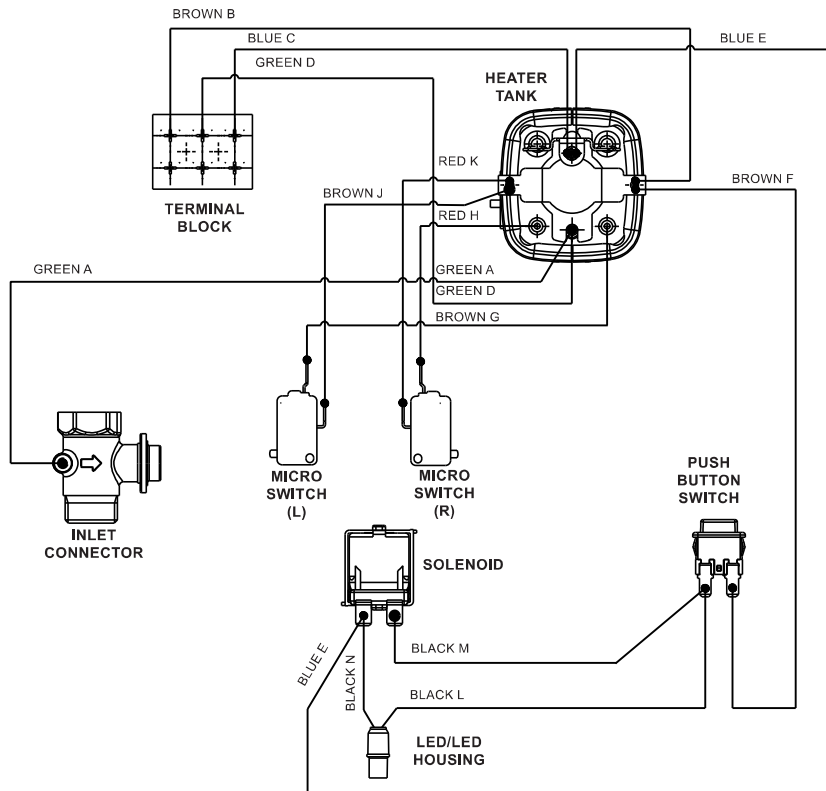 BROWN B
BLUE C
BLUE E
GREEN D
HEATER
TANK
RED K
BROWN J
BROWN F
RED H
TERMINAL
BLOCK
GREEN A
GREEN A
GREEN D
BROWN G
MICRO
SWITCH
(L)
MICRO
SWITCH
(R)
PUSH
BUTTON
SWITCH
INLET
CONNECTOR
SOLENOID
BLUE E
BLACK N
BLACK M
BLACK L
LED/LED
HOUSING